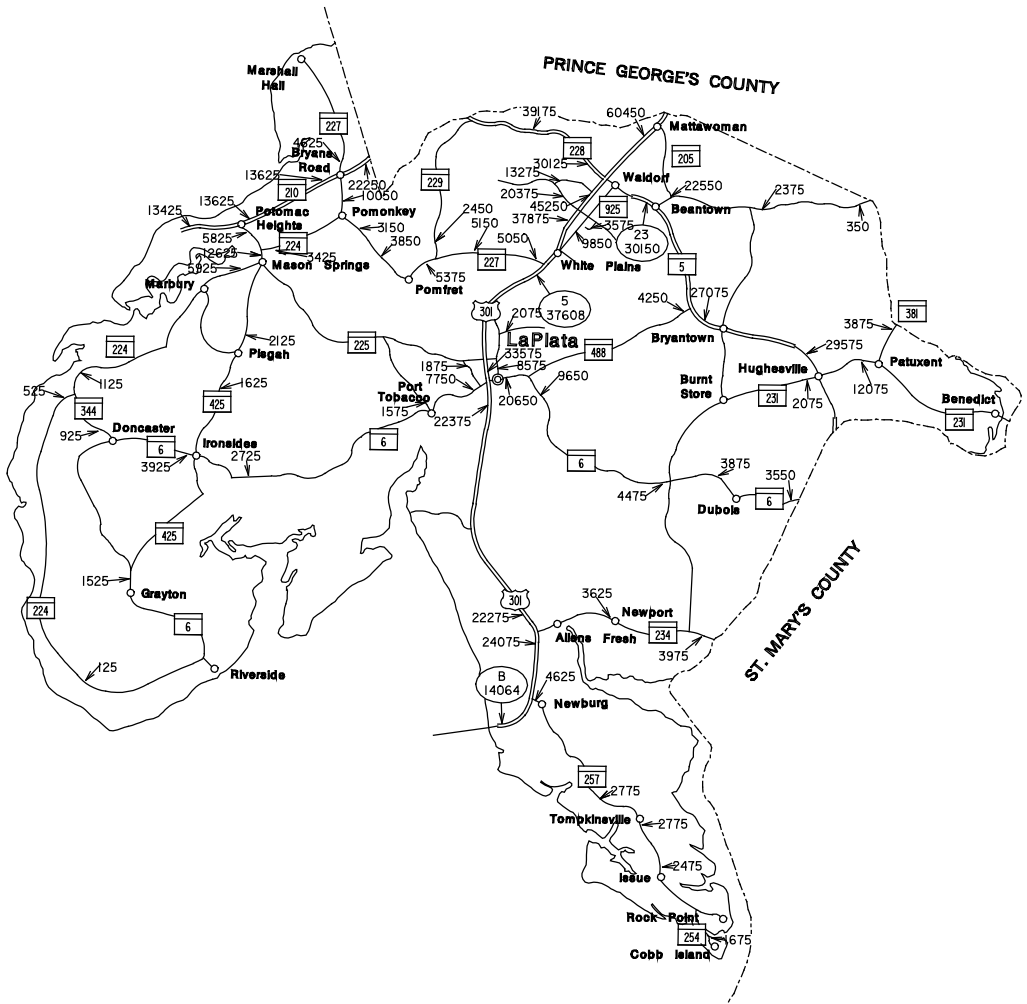 PRINCE GEORGE'S COUNTY
Marshall
Hall
39175
60450
Mattawoman
227
4625
Bryans
Road
228
205
30125
13625
210
22250
10050
229
13275
Waldorf
22550
2375
13625
13425
Potomac
Heights
Pomonkey
20375
45250
925
Beantown
350
3150
2450
5150
37875
3575
23
30150
5825
224
3850
5050
9850
12625
3425
5925
Mason Springs
227
White Plains
5
5375
Marbury
Pomfret
5
37608
4250
27075
301
2075
381
3875
224
2125
225
LaPlata
Bryantown
29575
Pisgah
33575
488
Patuxent
1875
8575
Hughesville
1125
1625
7750
9650
Burnt
Store
12075
525
Port
Tobacco
20650
231
2075
Benedict
344
425
1575
22375
231
925
Doncaster
6
Ironsides
6
3925
2725
6
3875
3550
4475
Dubois
6
425
ST. MARY'S COUNTY
1525
Grayton
301
3625
224
6
22275
Newport
Allens Fresh
234
24075
3975
125
Riverside
B
14064
4625
Newburg
257
2775
Tompkinsville
2775
2475
Issue
Rock Point
254
1675
Cobb Island